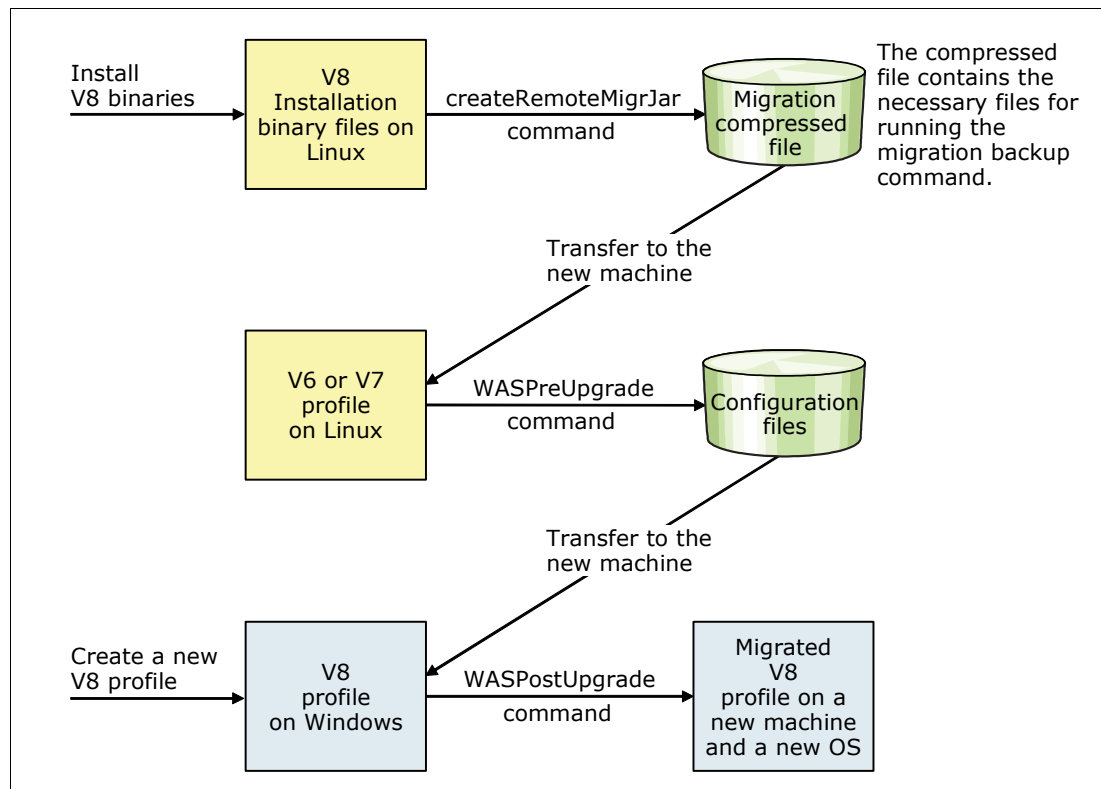 Install
V8 binaries
V8
Installation
binary files on
Linux
createRemoteMigrJar
command
Migration
compressed
file
The compressed
file contains the
necessary files for
running the
migration backup
command.
Transfer to the
new machine
V6 or V7
profile
on Linux
WASPreUpgrade
command
Configuration
files
Transfer to the
new machine
Create a new
V8 profile
V8
profile
on Windows
WASPostUpgrade
command
Migrated
V8
profile on a
new machine
and a new OS